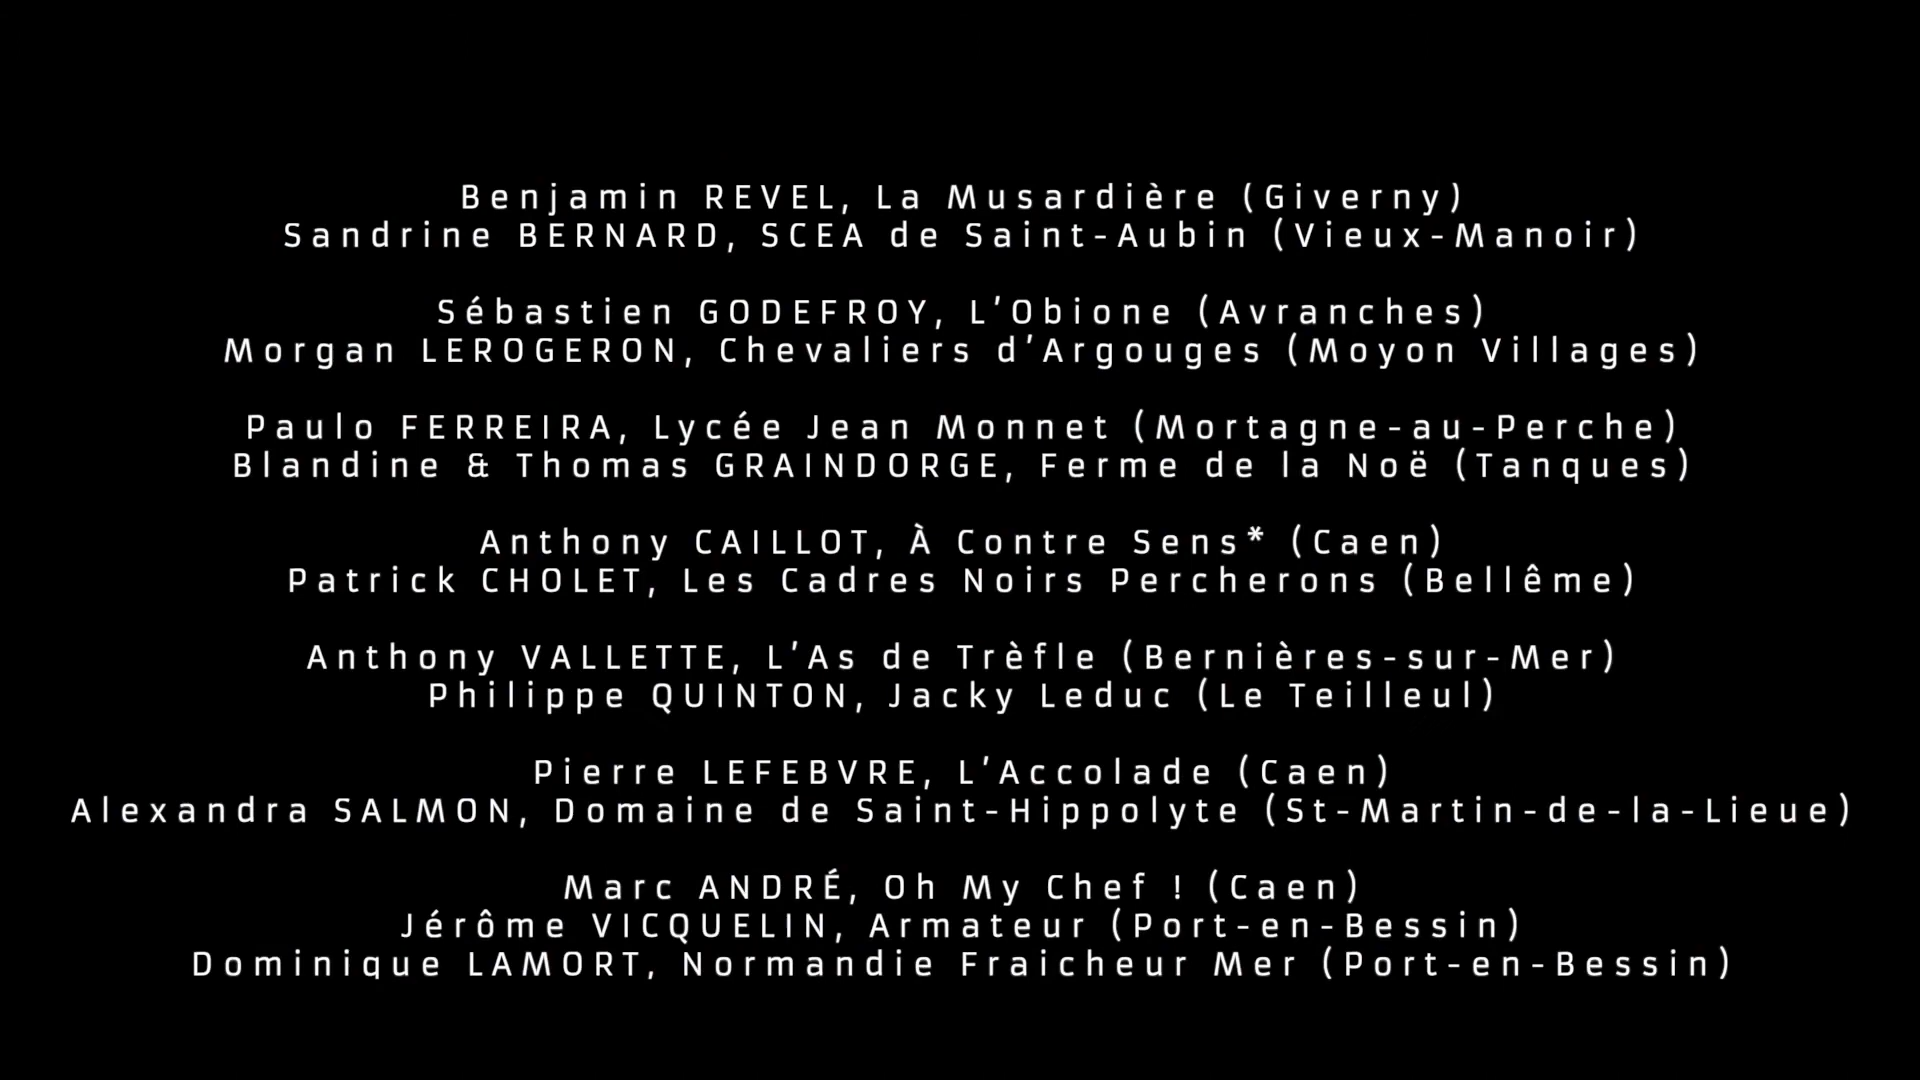 Benjamin REVEL, La Musardière (Giverny)
Sandrine BERNARD, SCEA de Saint-Aubin (Vieux-Manoir)
Sébastien GODEFROY, L'Obione (Avranches)
Morgan LEROGERON, Chevaliers d'Argouges (Moyon Villages)
Paulo FERREIRA, Lycée Jean Monnet (Mortagne-au-Perche)
Blandine & Thomas GRAINDORGE, Ferme de la Noë (Tanques)
Anthony CAILLOT, À Contre Sens* (Caen)
Patrick CHOLET, Les Cadres Noirs Percherons (Bellême)
Anthony VALLETTE, L'As de Trèfle (Bernières-sur-Mer)
Philippe QUINTON, Jacky Leduc (Le Teilleul)
Pierre LEFEBVRE, L'Accolade (Caen)
Alexandra SALMON, Domaine de Saint-Hippolyte (St-Martin-de-la-Lieue)
Marc ANDRÉ, Oh My Chef ! (Caen)
Jérôme VICQUELIN, Armateur (Port-en-Bessin)
Dominique LAMORT, Normandie Fraicheur Mer (Port-en-Bessin)